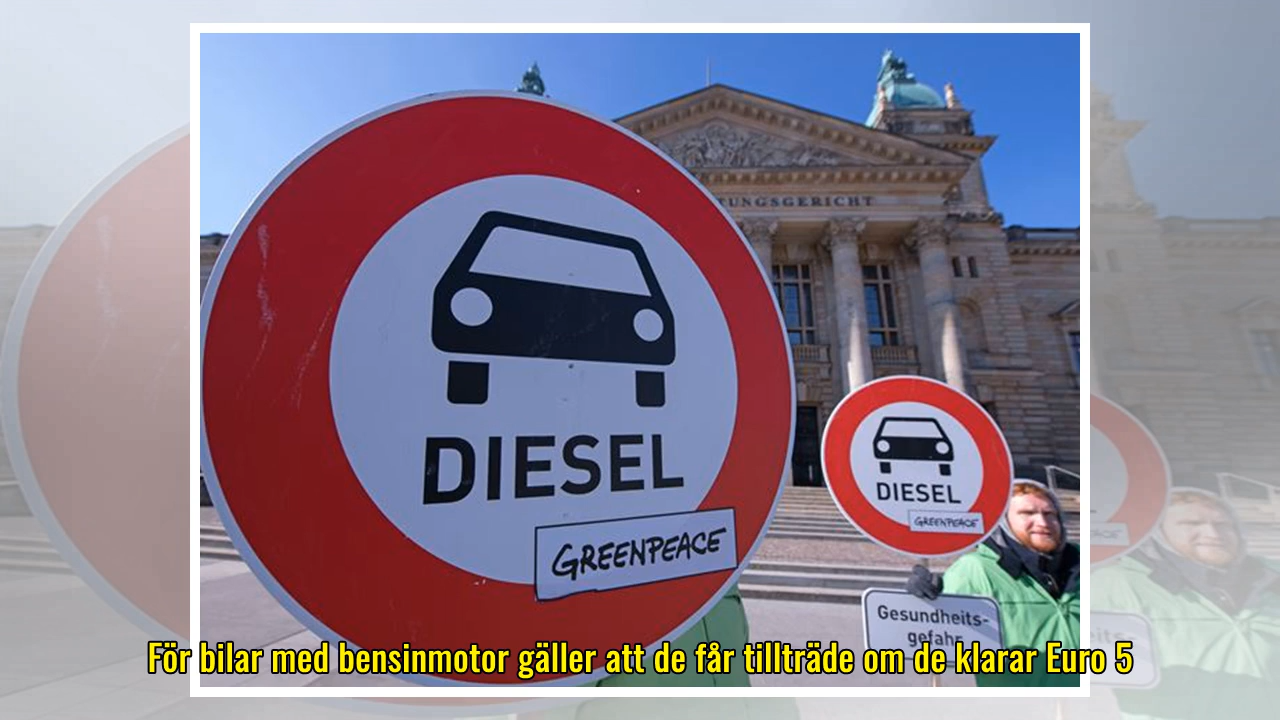 TUNGSGERICHT
DIESEL
GREENPEACE
DIESEL
GREENPEACE
Gesundheits-
gefahr
För bilar med bensinmotor gäller att de får tillträde om de klarar Euro 5